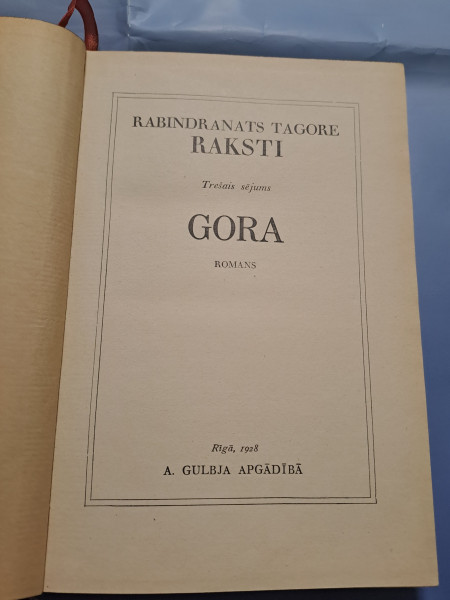 RABINDRANATS TAGORE
RAKSTI
Trešais sējums
GORA
ROMANS
Rīgā, 1928
A. GULBJA APGĀDĪBĀ